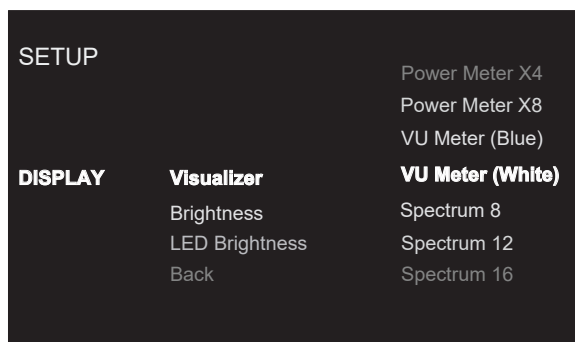 SETUP
Power Meter X4
Power Meter X8
VU Meter (Blue)
DISPLAY Visualizer VU Meter (White)
Brightness Spectrum 8
LED Brightness Spectrum 12
Back Spectrum 16